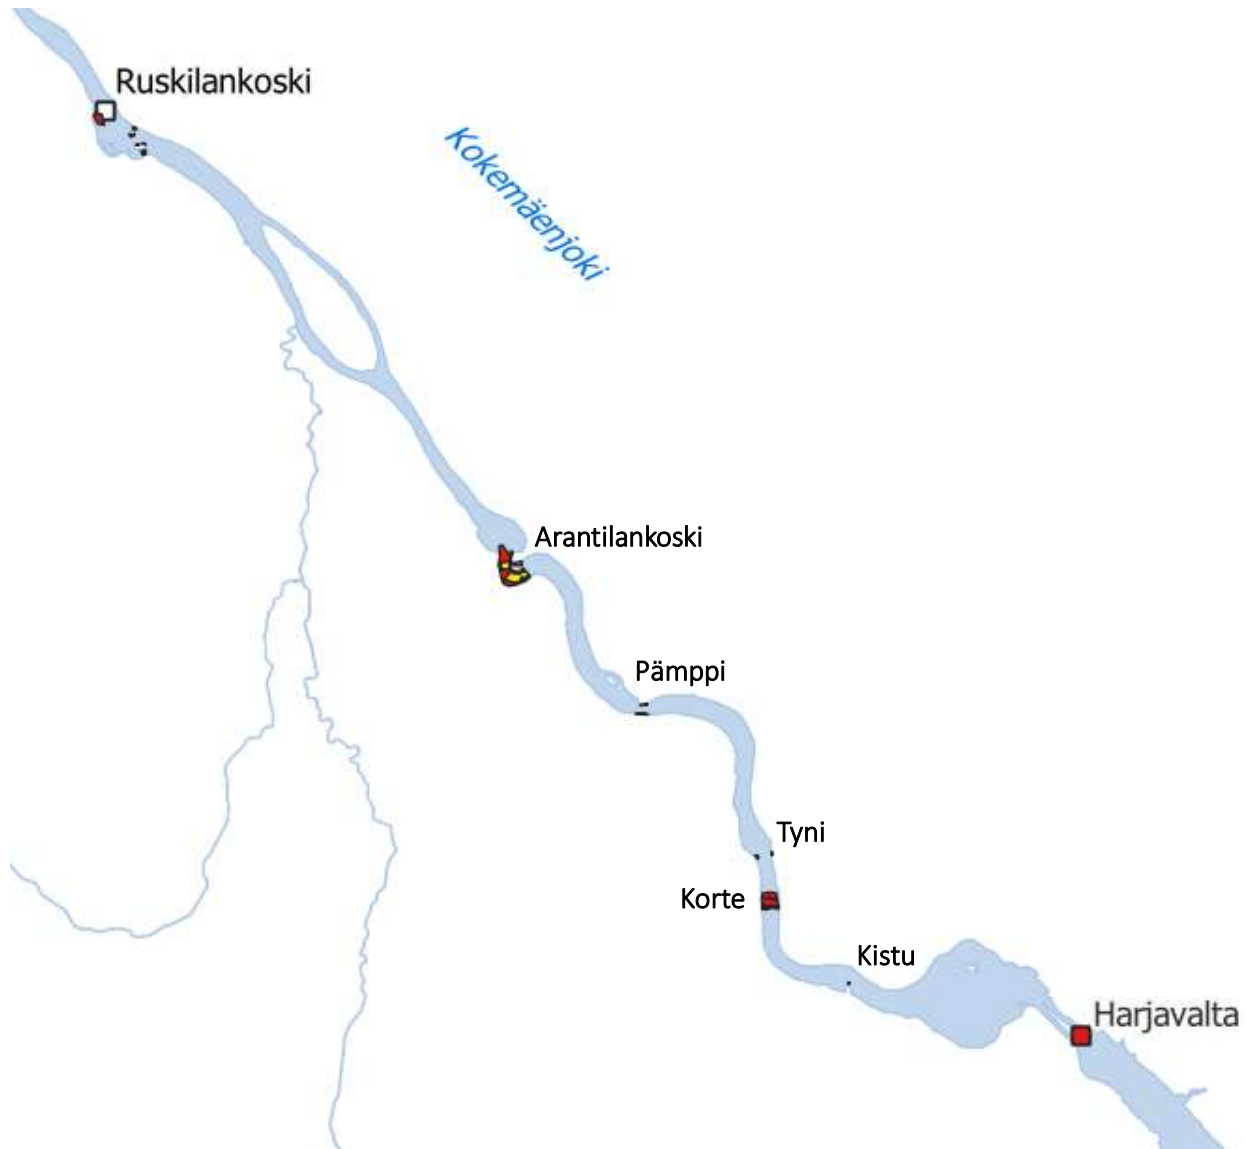 Ruskilankoski
Kokemäenjoki
Arantilankoski
Pämppi
Tyni
Korte
Kistu
Harjavalta